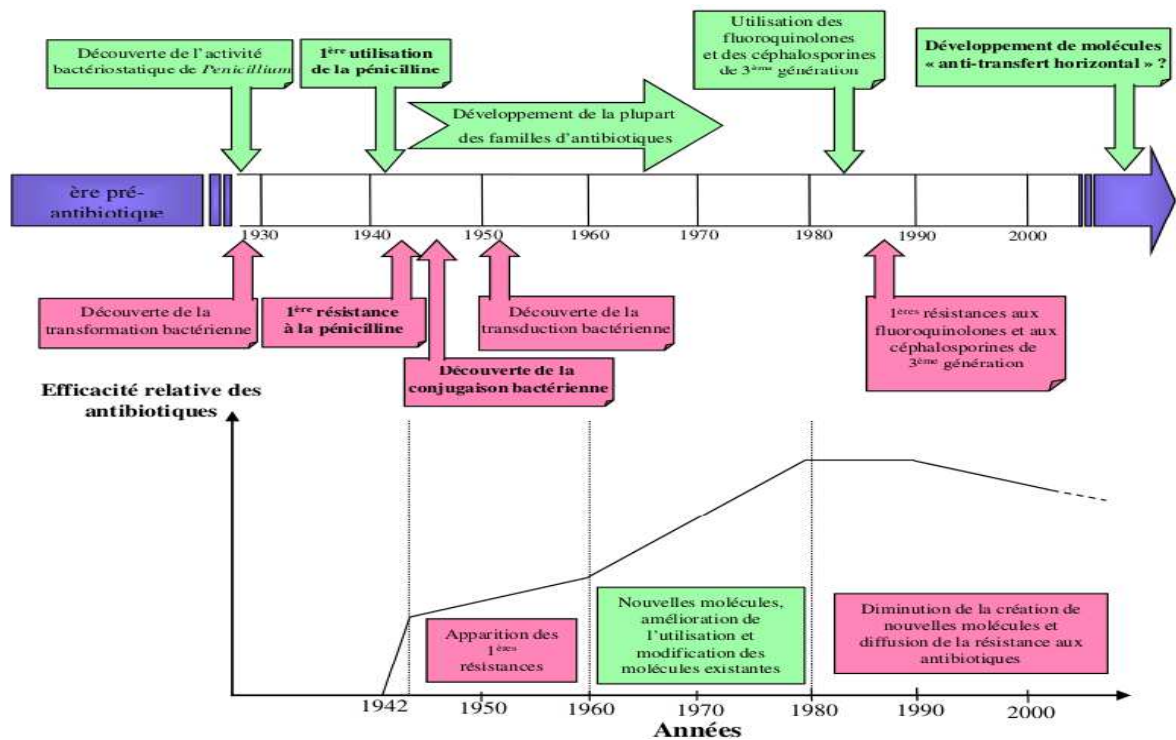 Découverte de l'activité
bactériostatique de Penicillium
1ère utilisation
de la pénicilline
Développement de la plupart
des familles d'antibiotiques
Utilisation des
fluoroquinolones
et des céphalosporines
de 3ème génération
Développement de molécules
« anti-transfert horizontal » ?
ère pré-
antibiotique
1930
1940
1950
1960
1970
1980
1990
2000
Découverte de la
transformation bactérienne
1ère résistance
à la pénicilline
Découverte de la
conjugaison bactérienne
Découverte de la
transduction bactérienne
1ères résistances aux
fluoroquinolones et aux
céphalosporines de
3ème génération
Efficacité relative des
antibiotiques
Apparition des
1ères
résistances
Nouvelles molécules,
amélioration de
l'utilisation et
modification des
molécules existantes
Diminution de la création de
nouvelles molécules et
diffusion de la résistance aux
antibiotiques
1942
1950
1960
1970
1980
1990
2000
Années